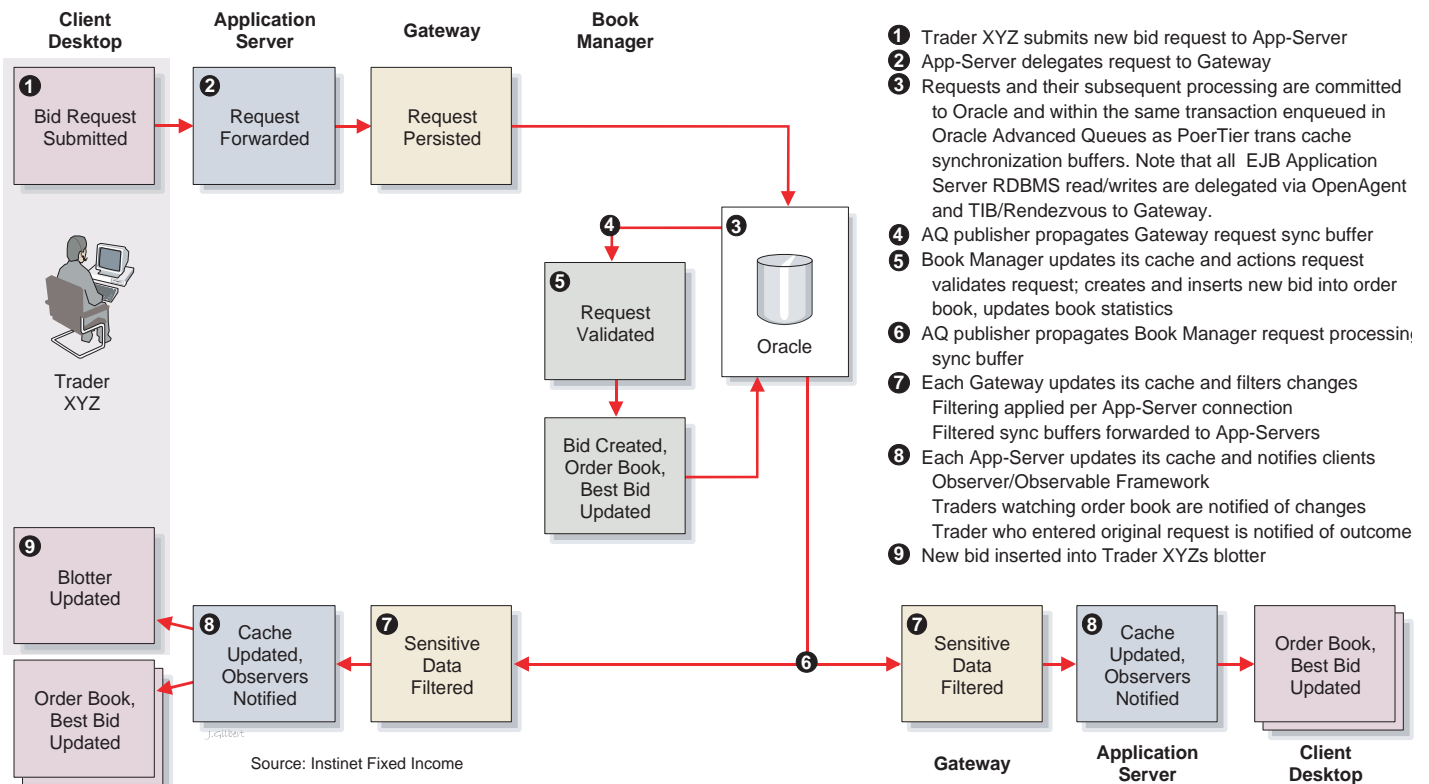 Client
Desktop
Application
Server
Gateway
Book
Manager
1
Bid Request
Submitted
2
Request
Forwarded
Request
Persisted
Trader
XYZ
4
3
Oracle
5
Request
Validated
Bid Created,
Order Book,
Best Bid
Updated
9
Blotter
Updated
Order Book,
Best Bid
Updated
8
Cache
Updated,
Observers
Notified
7
Sensitive
Data
Filtered
6
7
Sensitive
Data
Filtered
8
Cache
Updated,
Observers
Notified
Order Book,
Best Bid
Updated
Gateway
Application
Server
Client
Desktop
J.Gilbert
Source: Instinet Fixed Income
1 Trader XYZ submits new bid request to App-Server
2 App-Server delegates request to Gateway
3 Requests and their subsequent processing are committed
to Oracle and within the same transaction enqueued in
Oracle Advanced Queues as PoerTier trans cache
synchronization buffers. Note that all EJB Application
Server RDBMS read/writes are delegated via OpenAgent
and TIB/Rendezvous to Gateway.
4 AQ publisher propagates Gateway request sync buffer
5 Book Manager updates its cache and actions request
validates request; creates and inserts new bid into order
book, updates book statistics
6 AQ publisher propagates Book Manager request processing
sync buffer
7 Each Gateway updates its cache and filters changes
Filtering applied per App-Server connection
Filtered sync buffers forwarded to App-Servers
8 Each App-Server updates its cache and notifies clients
Observer/Observable Framework
Traders watching order book are notified of changes
Trader who entered original request is notified of outcome
9 New bid inserted into Trader XYZs blotter